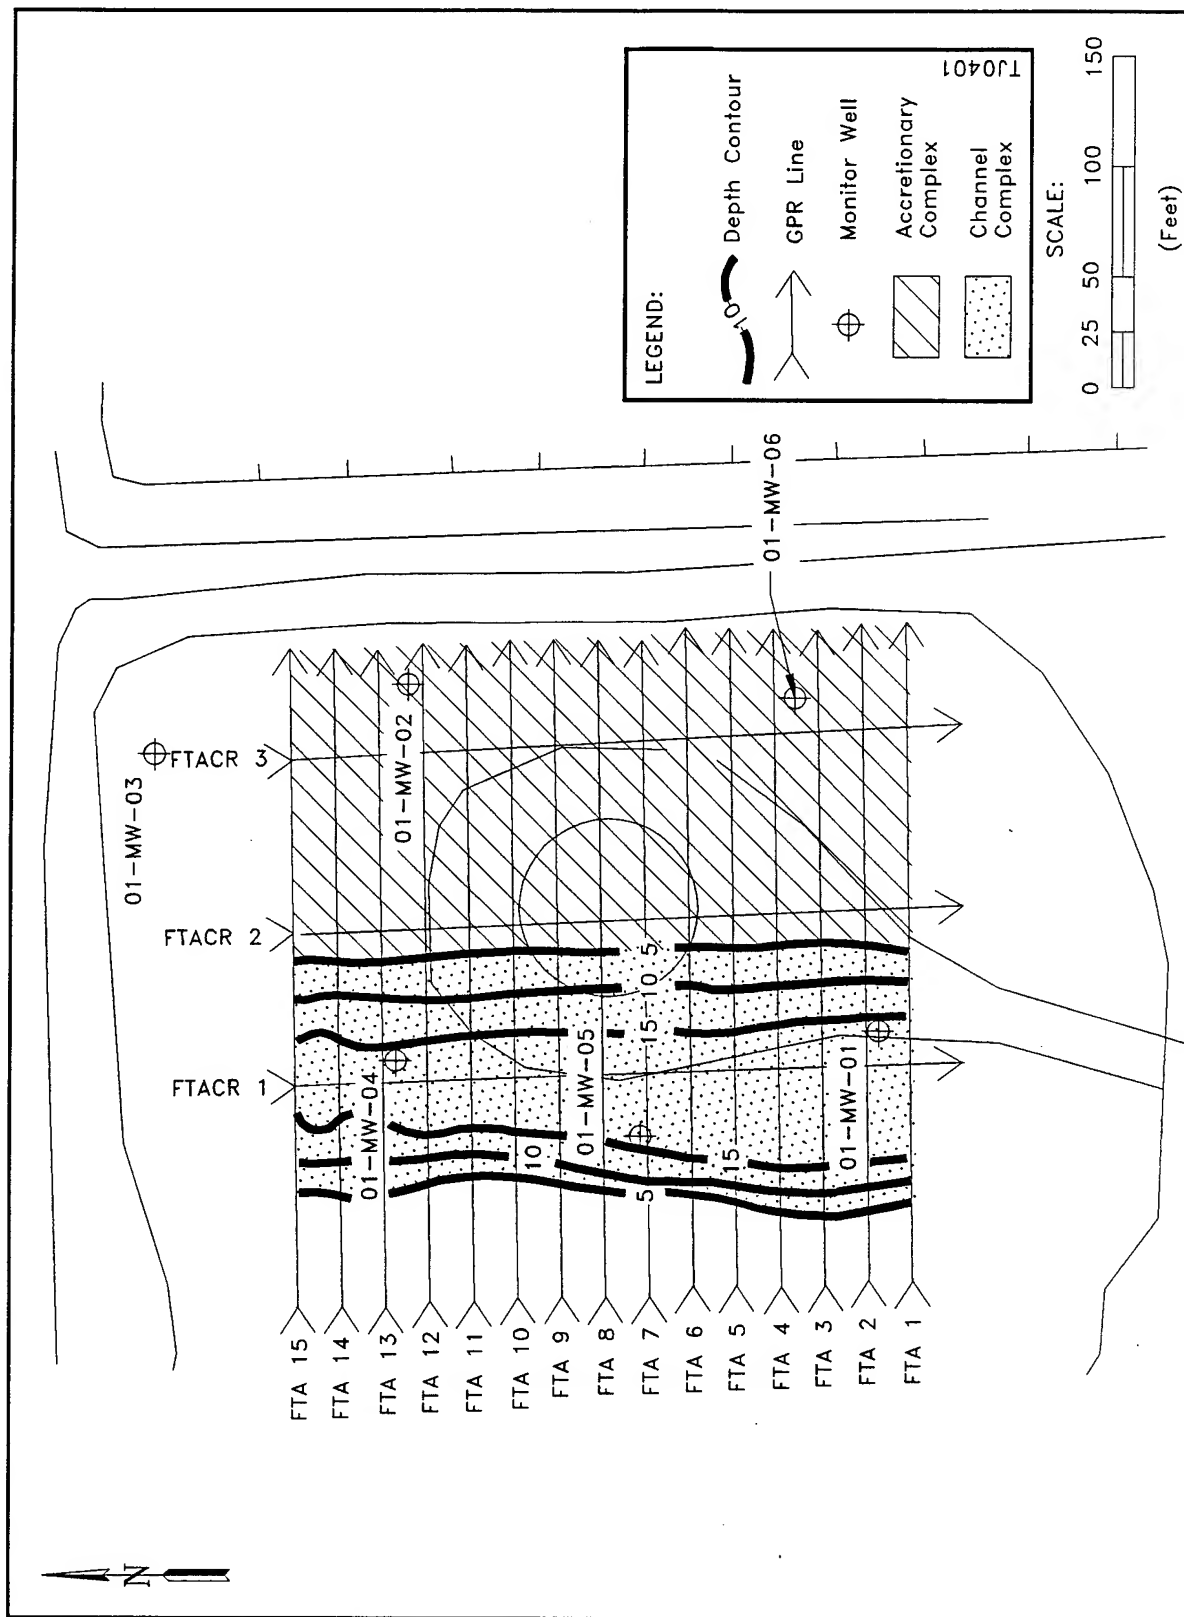 N
01-MW-03
FTACR 3
FTACR 2
FTACR 1
01-MW-02
01-MW-04
01-MW-05
01-MW-01
01-MW-06
5
10
15
10
5
15
FTA 15
FTA 14
FTA 13
FTA 12
FTA 11
FTA 10
FTA 9
FTA 8
FTA 7
FTA 6
FTA 5
FTA 4
FTA 3
FTA 2
FTA 1
LEGEND:
10
Depth Contour
GPR Line
Monitor Well
Accretionary
Complex
Channel
Complex
TJ0401
SCALE:
0 25 50 100 150
(Feet)